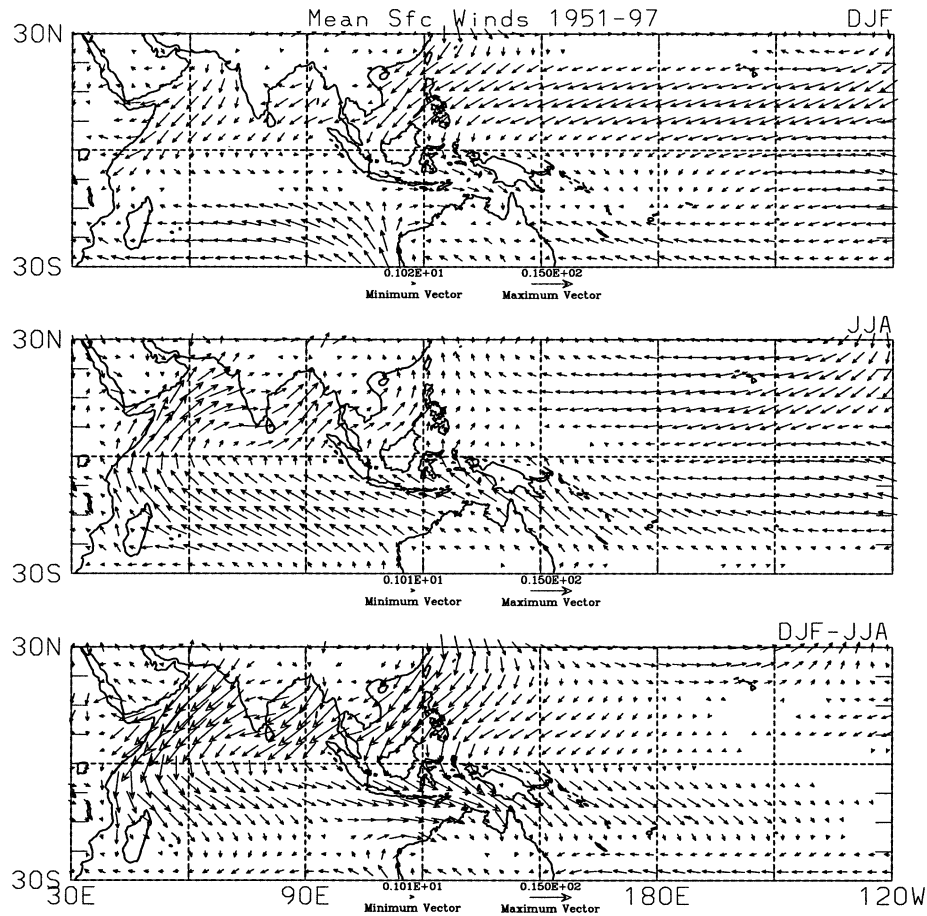 Mean Sfc Winds 1951-97 DJF
30N
30S
0.102E+01 0.150E+02
Minimum Vector Maximum Vector
JJA
30N
30S
0.101E+01 0.150E+02
Minimum Vector Maximum Vector
DJF-JJA
30N
30S
30E 90E 180E 120W
0.101E+01 0.150E+02
Minimum Vector Maximum Vector